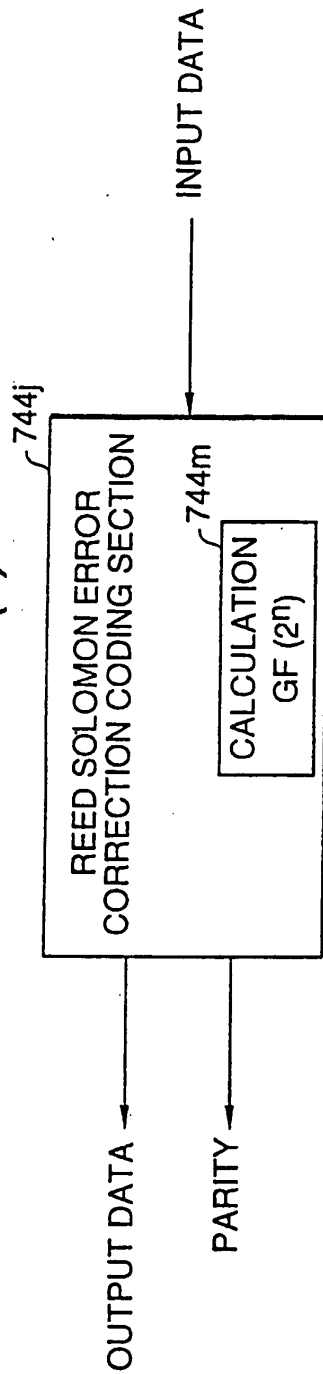 744j
REED SOLOMON ERROR
CORRECTION CODING SECTION
744m
CALCULATION
GF (2ⁿ)
INPUT DATA
OUTPUT DATA
PARITY